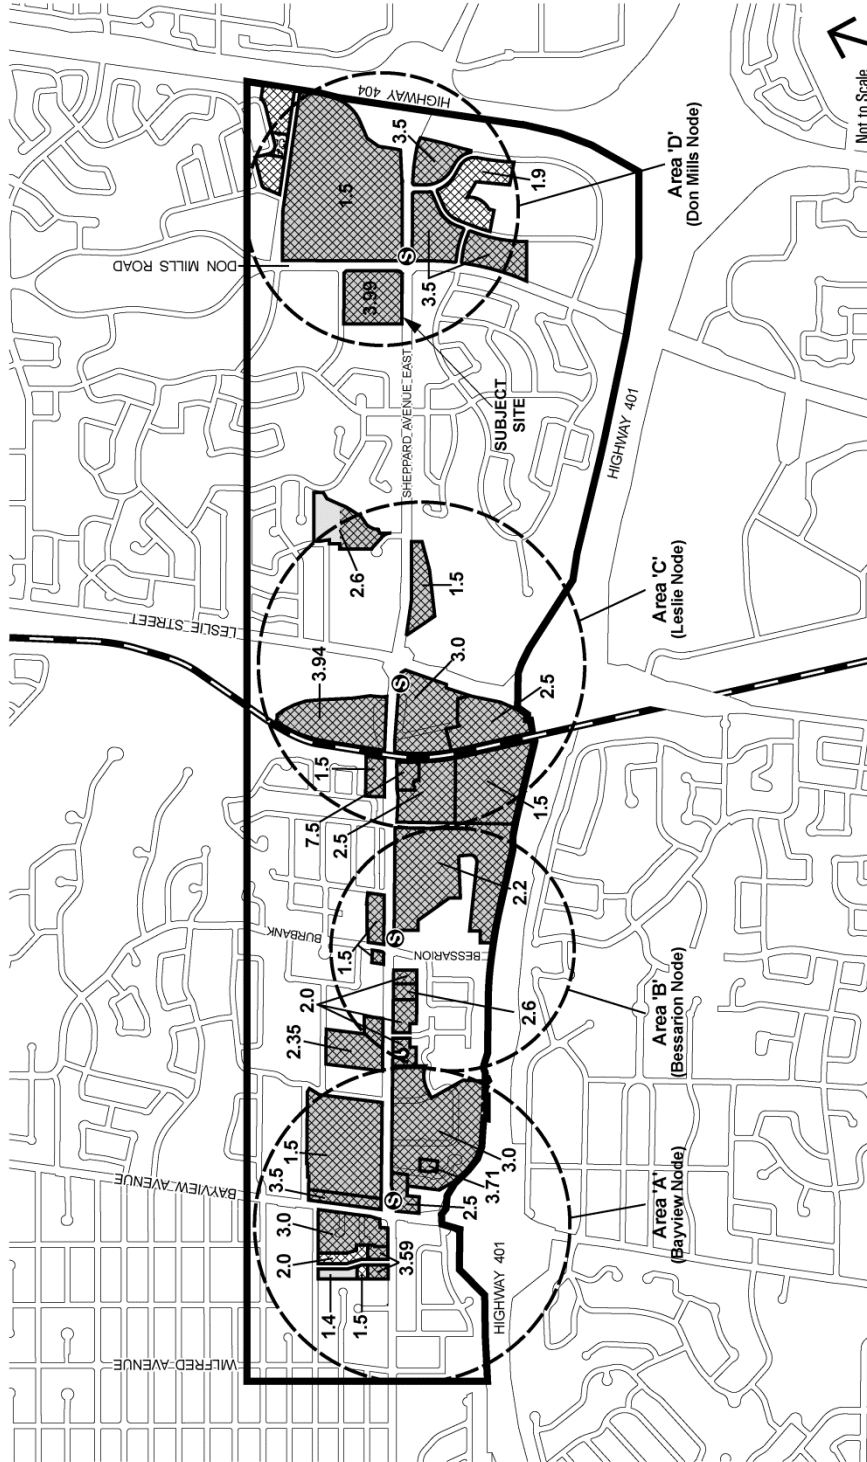 Not to Scale
HIGHWAY 404
3.5
1.5
1.9
Area 'D'
(Don Mills Node)
DON MILLS ROAD
S
3.5
3.99
SHEPPARD AVENUE EAST
SUBJECT
SITE
HIGHWAY 401
2.6
1.5
LESLIE STREET
Area 'C'
(Leslie Node)
3.94
S
3.0
2.5
1.5
7.5
2.5
1.5
2.2
BURBANK
S
BESSARION
1.5
2.0
2.6
2.35
Area 'B'
(Bessarion Node)
1.5
3.5
BAYVIEW AVENUE
S
3.0
3.71
2.5
3.0
2.0
3.59
1.4
1.5
HIGHWAY 401
Area 'A'
(Bayview Node)
WILFRED AVENUE